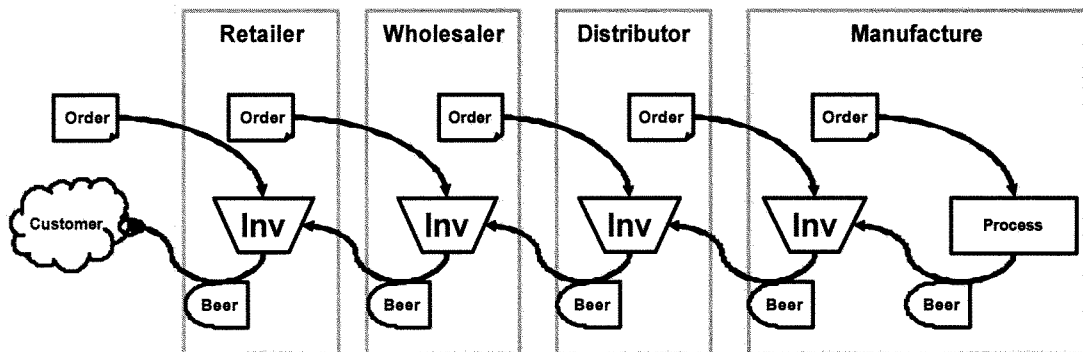 Retailer
Wholesaler
Distributor
Manufacture
Order
Order
Order
Order
Order
Customer
Inv
Inv
Inv
Inv
Process
Beer
Beer
Beer
Beer
Beer